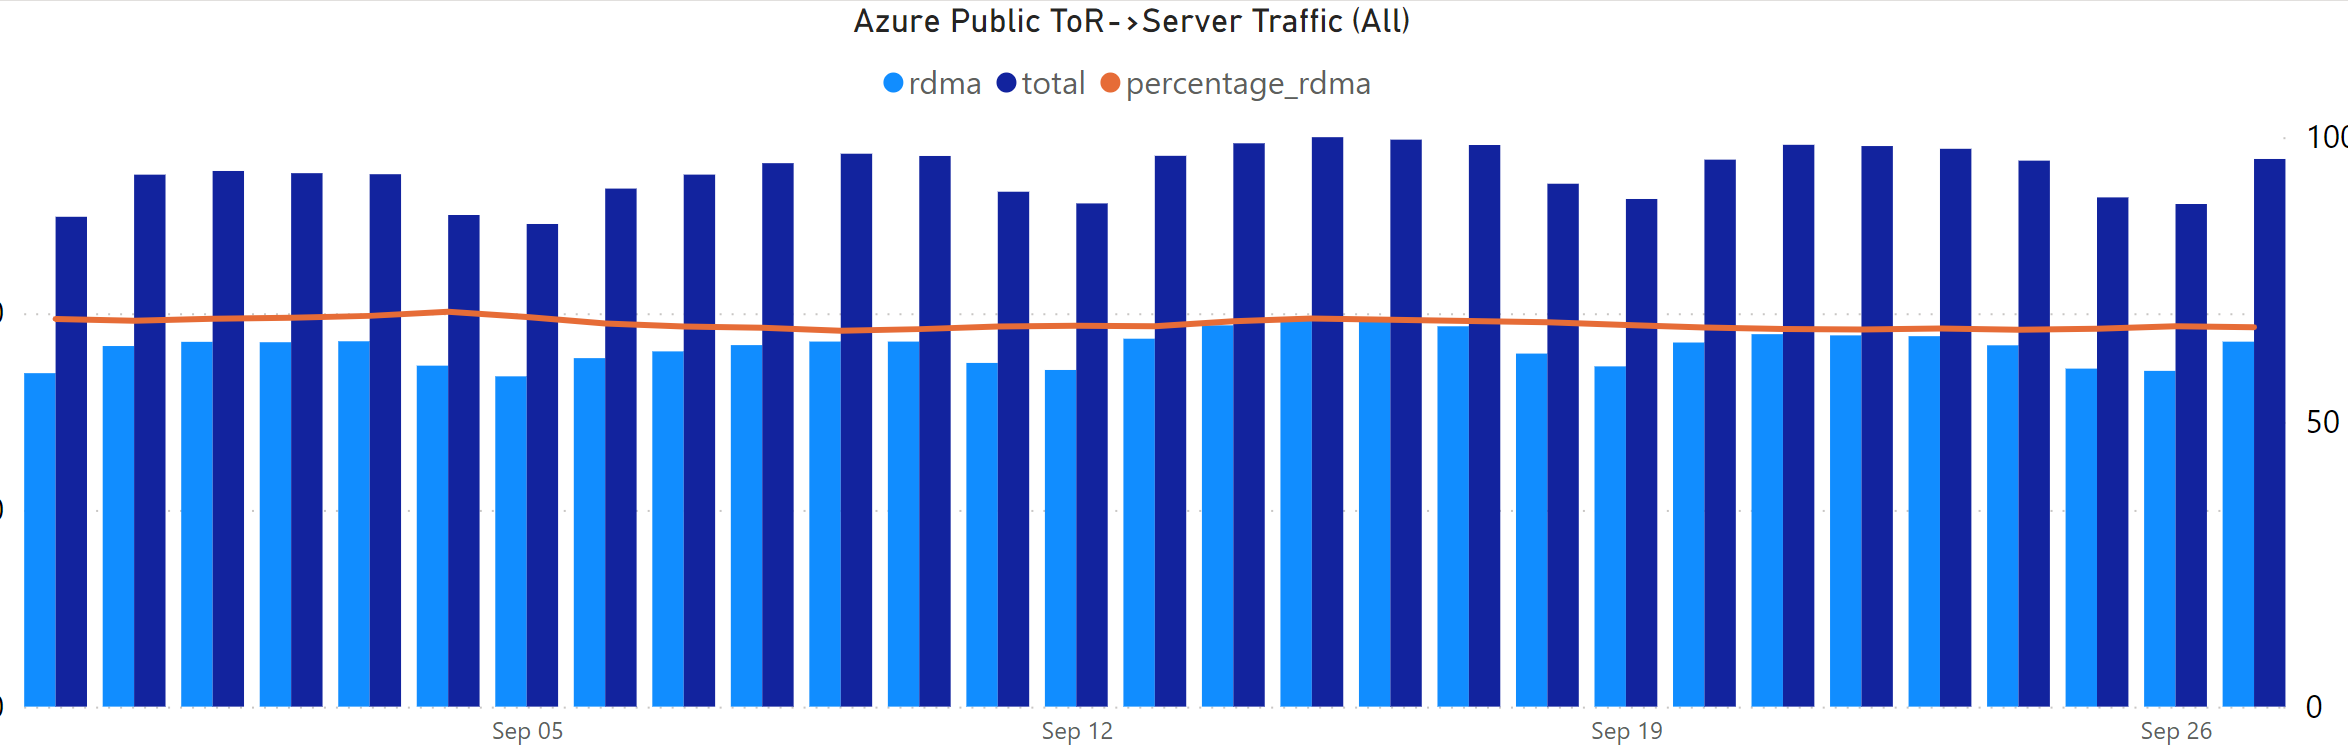 Azure Public ToR->Server Traffic (All)
rdma total percentage_rdma
100
50
0
Sep 05 Sep 12 Sep 19 Sep 26